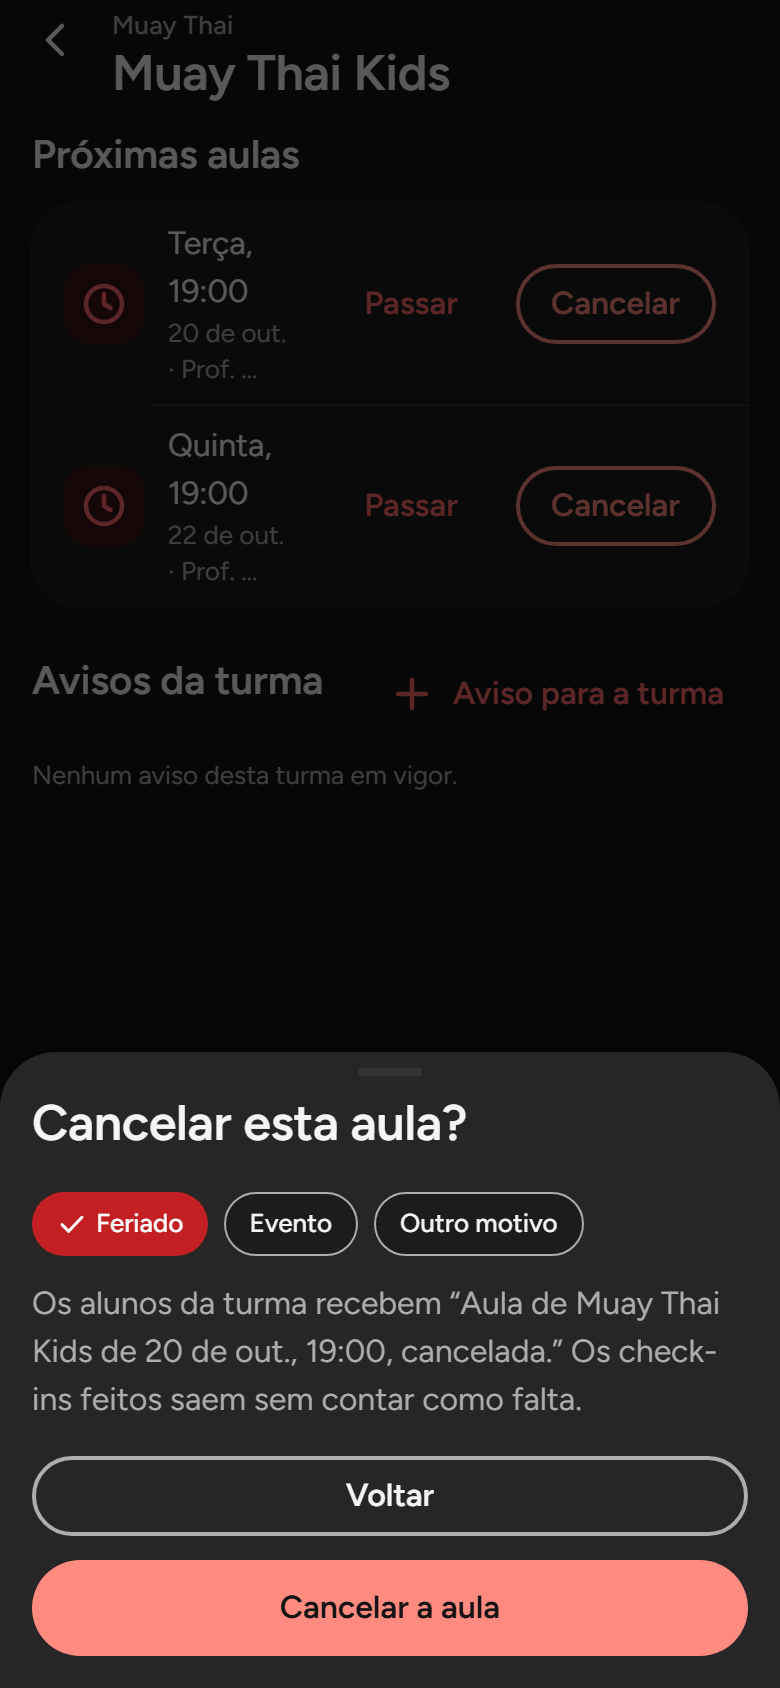 Muay Thai
Muay Thai Kids
Próximas aulas
Terça,
19:00
20 de out.
· Prof. ...
Passar
Cancelar
Quinta,
19:00
22 de out.
· Prof. ...
Passar
Cancelar
Avisos da turma
Aviso para a turma
Nenhum aviso desta turma em vigor.
Cancelar esta aula?
Feriado
Evento
Outro motivo
Os alunos da turma recebem “Aula de Muay Thai
Kids de 20 de out., 19:00, cancelada.” Os check-
ins feitos saem sem contar como falta.
Voltar
Cancelar a aula